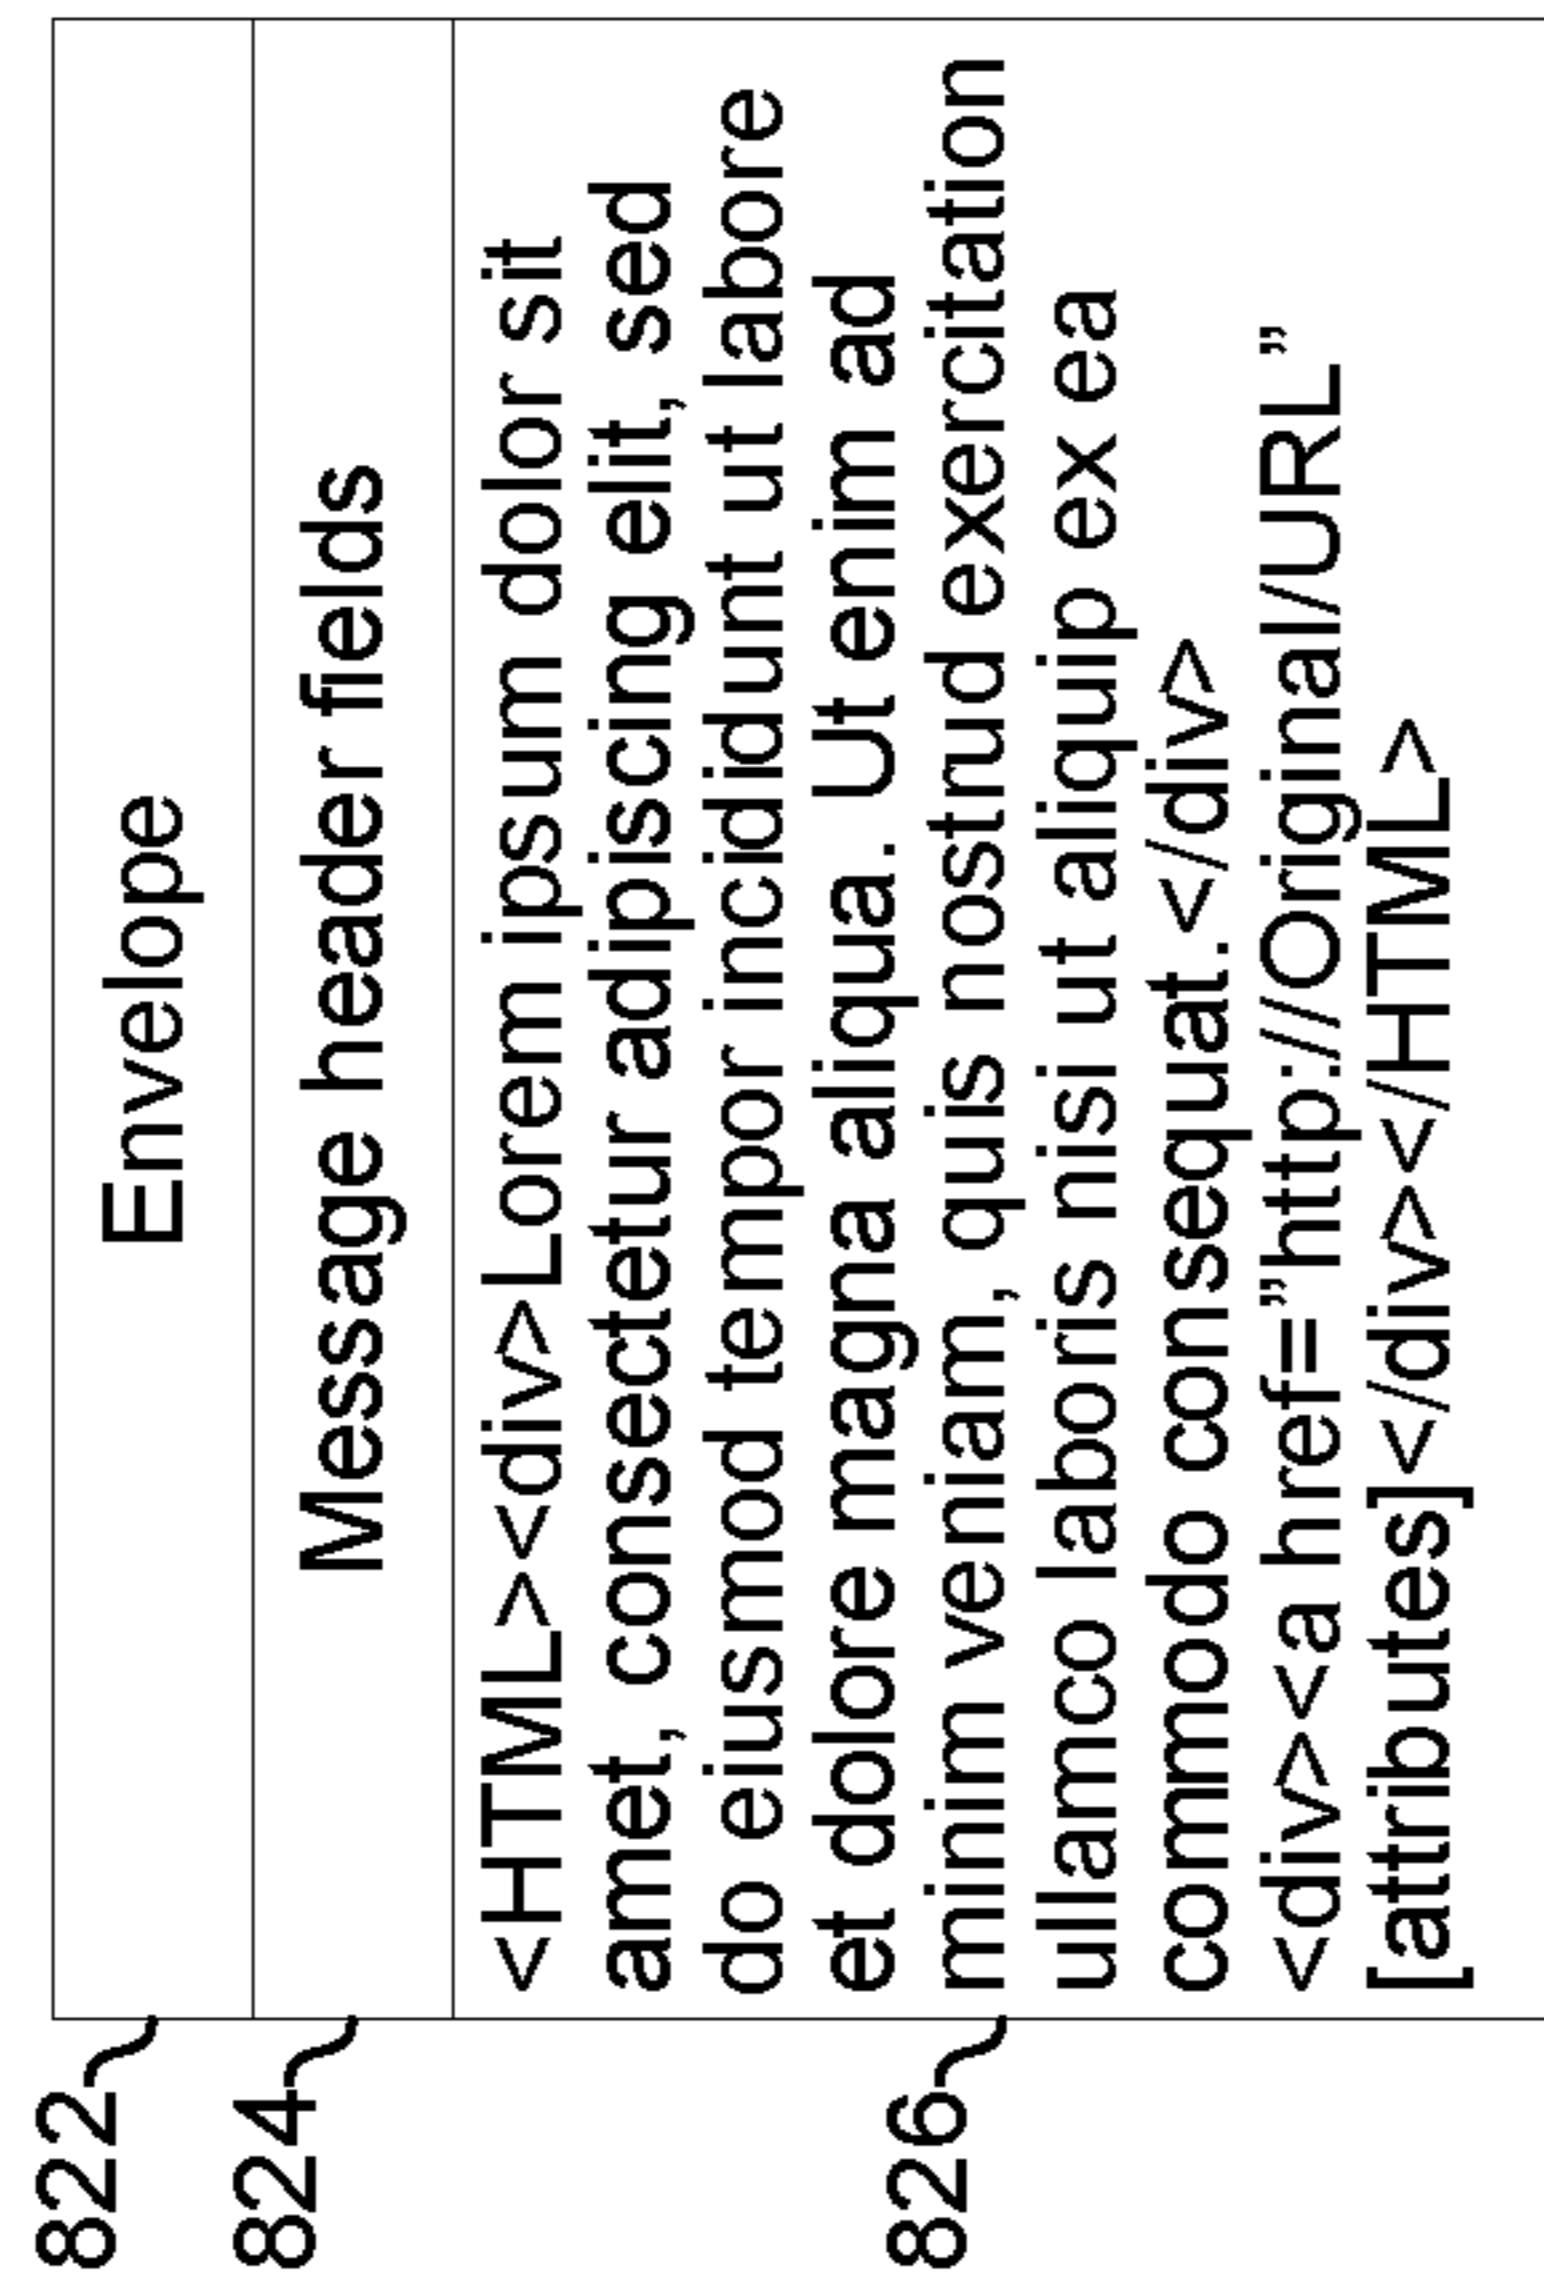 822
Envelope
824
Message header fields
826
<HTML><div>Lorem ipsum dolor sit
amet, consectetur adipiscing elit, sed
do eiusmod tempor incididunt ut labore
et dolore magna aliqua. Ut enim ad
minim veniam, quis nostrud exercitation
ullamco laboris nisi ut aliquip ex ea
commodo consequat.</div>
<div><a href=”http://Original/URL”
[attributes]</div></HTML>